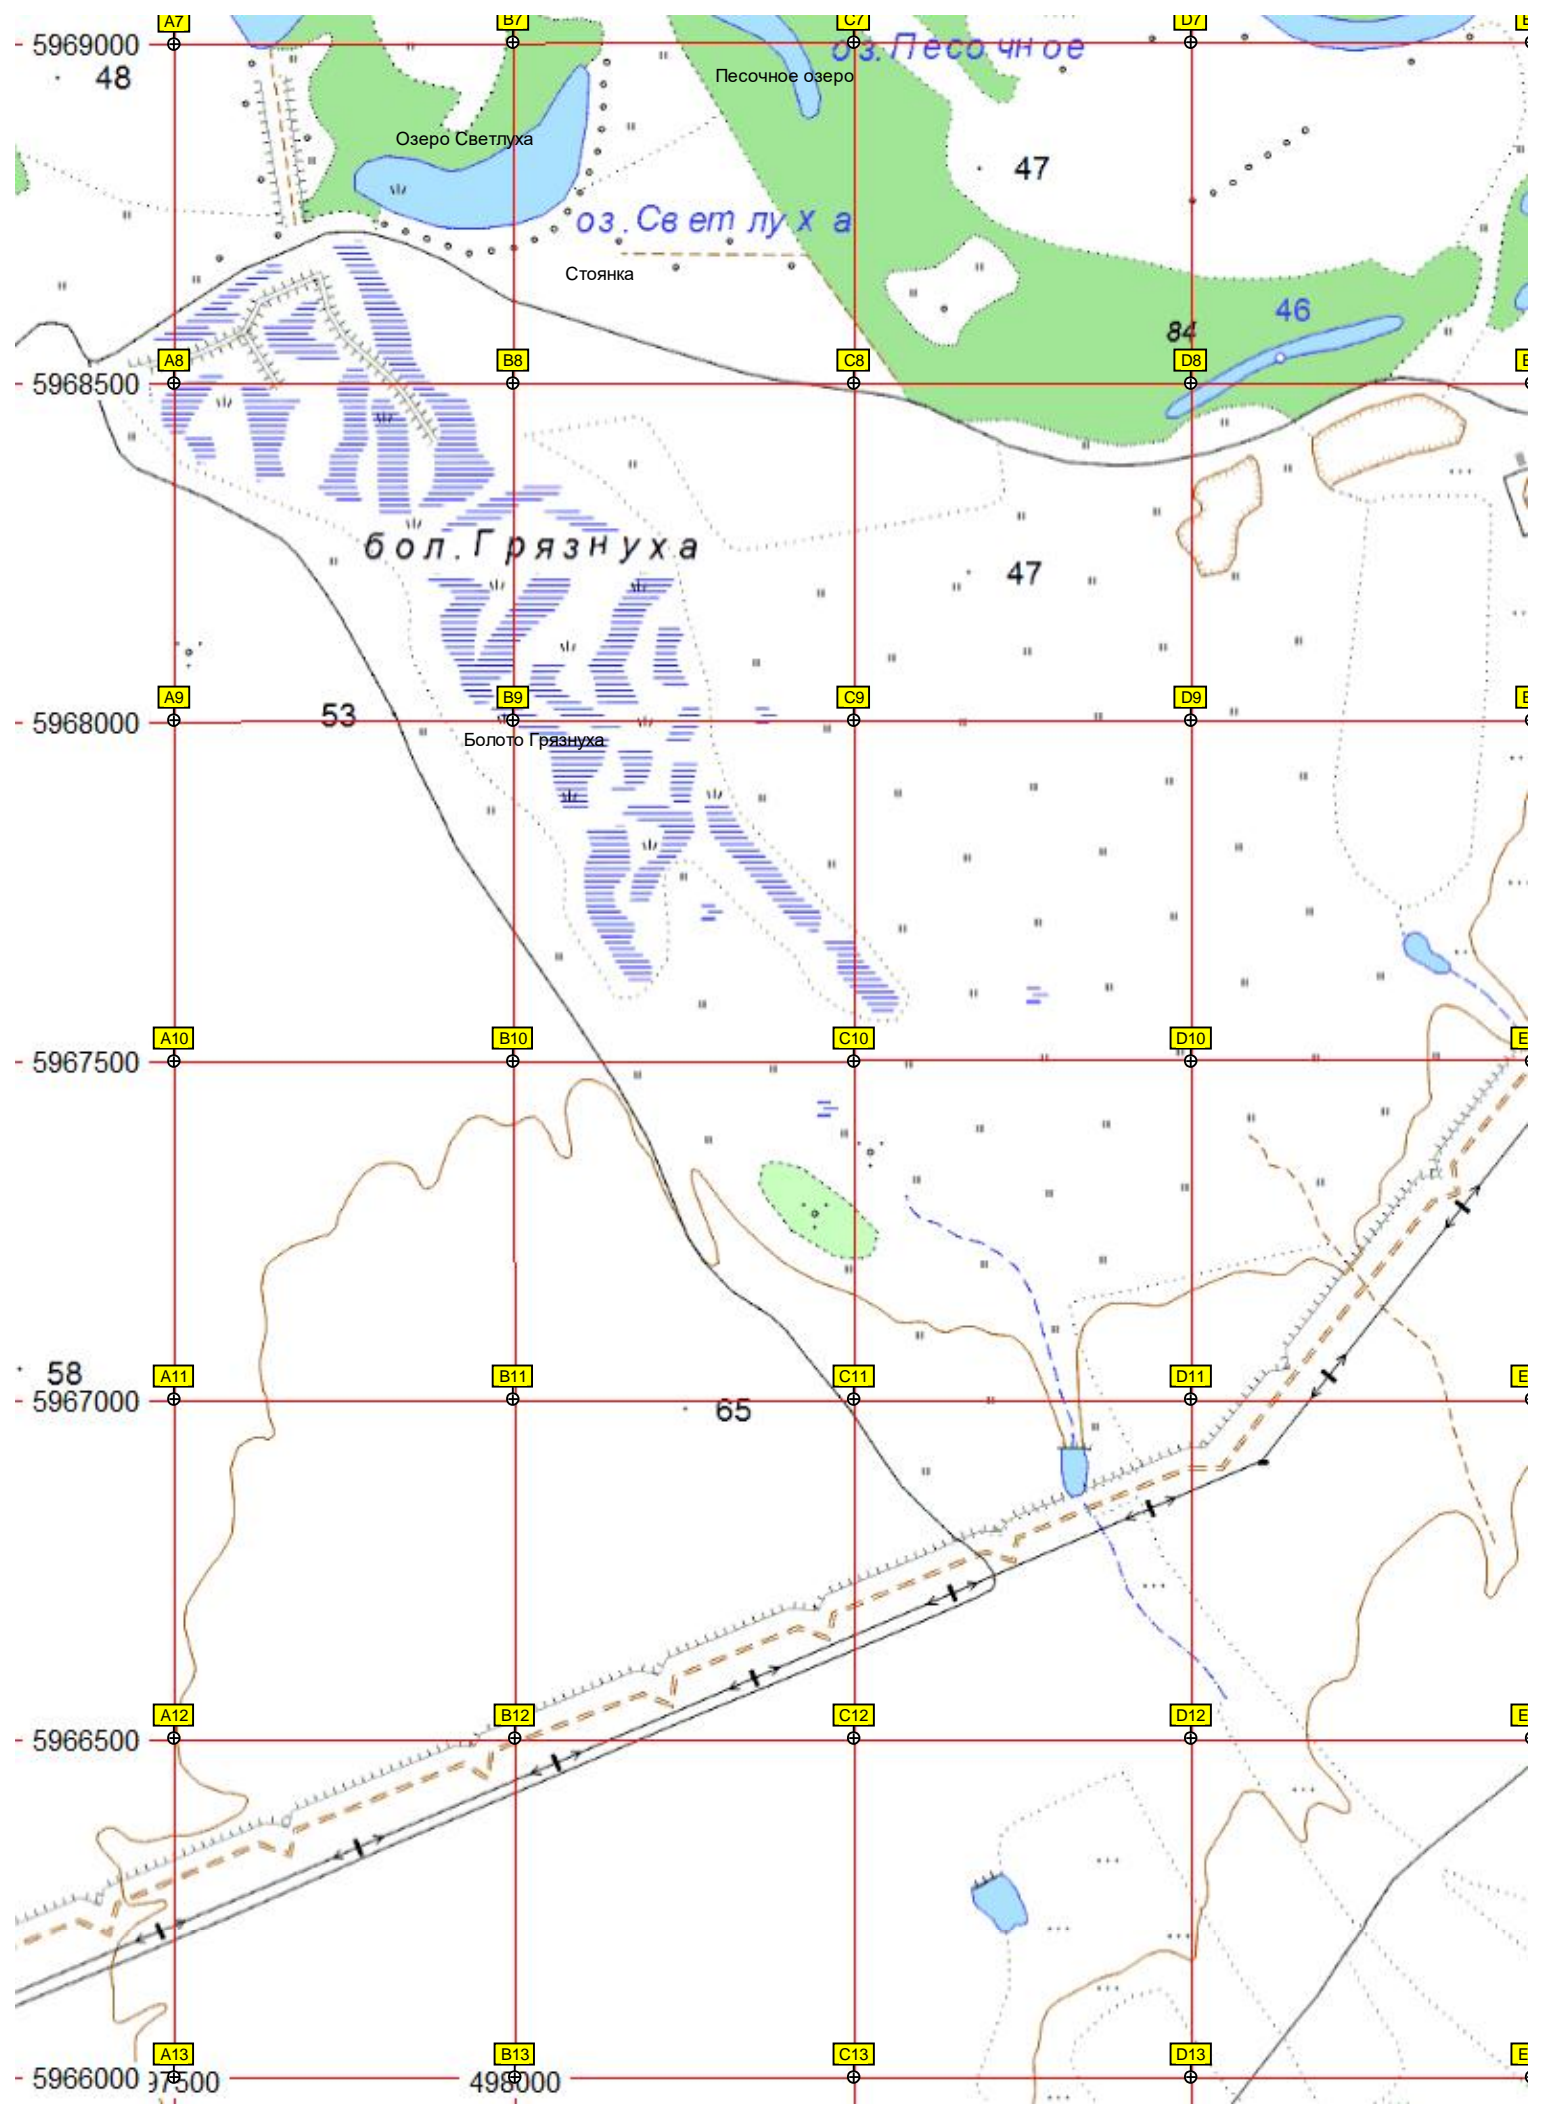 A7
B7
C7
D7
E
5969000
оз. Песочное
48
Песочное озеро
Озеро Светлуха
47
оз. Светлуха
Стоянка
46
84
A8
B8
C8
D8
E
5968500
бол. Грязнуха
47
A9
B9
C9
D9
E
5968000
53
Болото Грязнуха
A10
B10
C10
D10
E
5967500
58
A11
B11
C11
D11
E
5967000
65
A12
B12
C12
D12
E
5966500
A13
B13
C13
D13
E
5966000
97500
498000